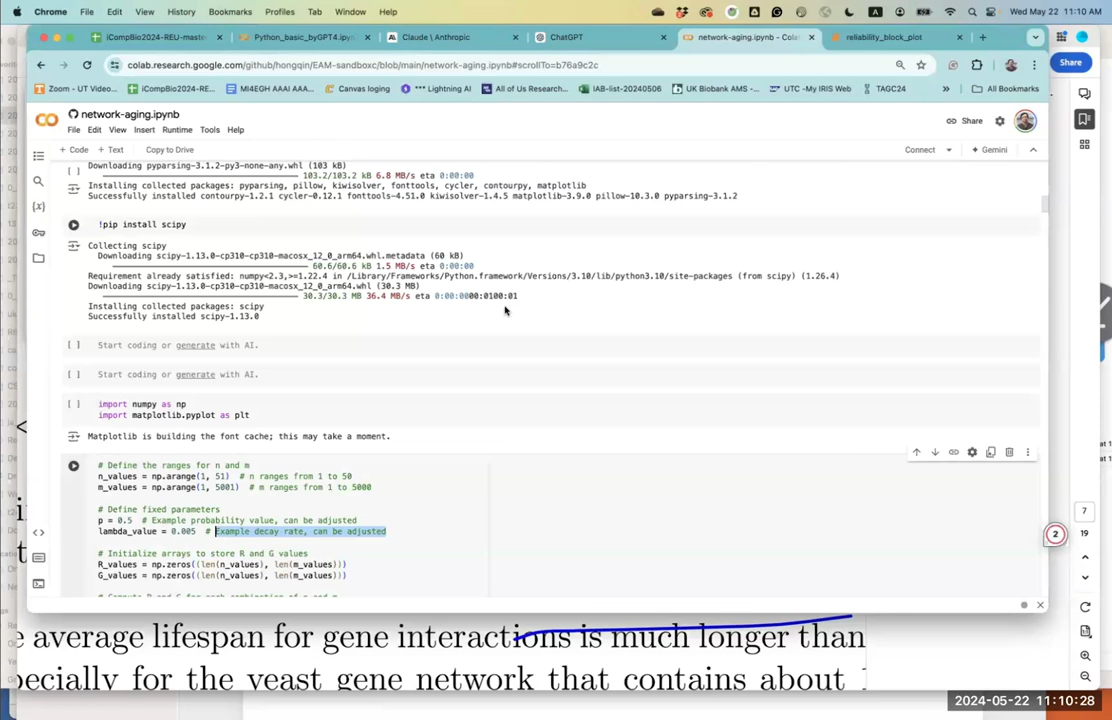 Chrome File Edit View History Bookmarks Profiles Tab Window Help Wed May 22 11:10 AM
iCompBio2024-REU-maste Python_basic_byGPT4.ipyn Claude \ Anthropic ChatGPT network-aging.ipynb - Colab reliability_block_plot
colab.research.google.com/github/hongqin/EAM-sandboxc/blob/main/network-aging.ipynb#scrollTo=b76a9c2c
Zoom - UT Video... iCompBio2024-RE... MI4EGH AAAI AAA... Canvas loging *** Lightning AI All of Us Research... IAB-list-202460 UK Biobank AMS -... UTC -My IRIS Web TAGC24 » All Bookmarks
Share
network-aging.ipynb
Share
File Edit View Insert Runtime Tools Help
+ Code + Text Copy to Drive Connect Gemini
[ ] Downloading pyparsing-3.1.2-py3-none-any.whl (103 kB)
103.2/103.2 kB 6.8 MB/s eta 0:00:00
Installing collected packages: pyparsing, pillow, kiwisolver, fonttools, cycler, contourpy, matplotlib
Successfully installed contourpy-1.2.1 cycler-0.12.1 fonttools-4.51.0 kiwisolver-1.4.5 matplotlib-3.9.0 pillow-10.3.0 pyparsing-3.1.2
!pip install scipy
Collecting scipy
Downloading scipy-1.13.0-cp310-cp310-macosx_12_0_arm64.whl.metadata (60 kB)
60.6/60.6 kB 1.5 MB/s eta 0:00:00
Requirement already satisfied: numpy<2.3,>=1.22.4 in /Library/Frameworks/Python.framework/Versions/3.10/lib/python3.10/site-packages (from scipy) (1.26.4)
Downloading scipy-1.13.0-cp310-cp310-macosx_12_0_arm64.whl (30.3 MB)
30.3/30.3 MB 36.4 MB/s eta 0:00:0000:0100:01
Installing collected packages: scipy
Successfully installed scipy-1.13.0
[ ] Start coding or generate with AI.
[ ] Start coding or generate with AI.
[ ] import numpy as np
import matplotlib.pyplot as plt
Matplotlib is building the font cache; this may take a moment.
# Define the ranges for n and m
n_values = np.arange(1, 51) # n ranges from 1 to 50
m_values = np.arange(1, 5001) # m ranges from 1 to 5000
# Define fixed parameters
p = 0.5 # Example probability value, can be adjusted
lambda_value = 0.005 # Example decay rate, can be adjusted
# Initialize arrays to store R and G values
R_values = np.zeros((len(n_values), len(m_values)))
G_values = np.zeros((len(n_values), len(m_values)))
7
2
19
e average lifespan for gene interactions is much longer than
pecially for the yeast gene network that contains about
2024-05-22 11:10:28